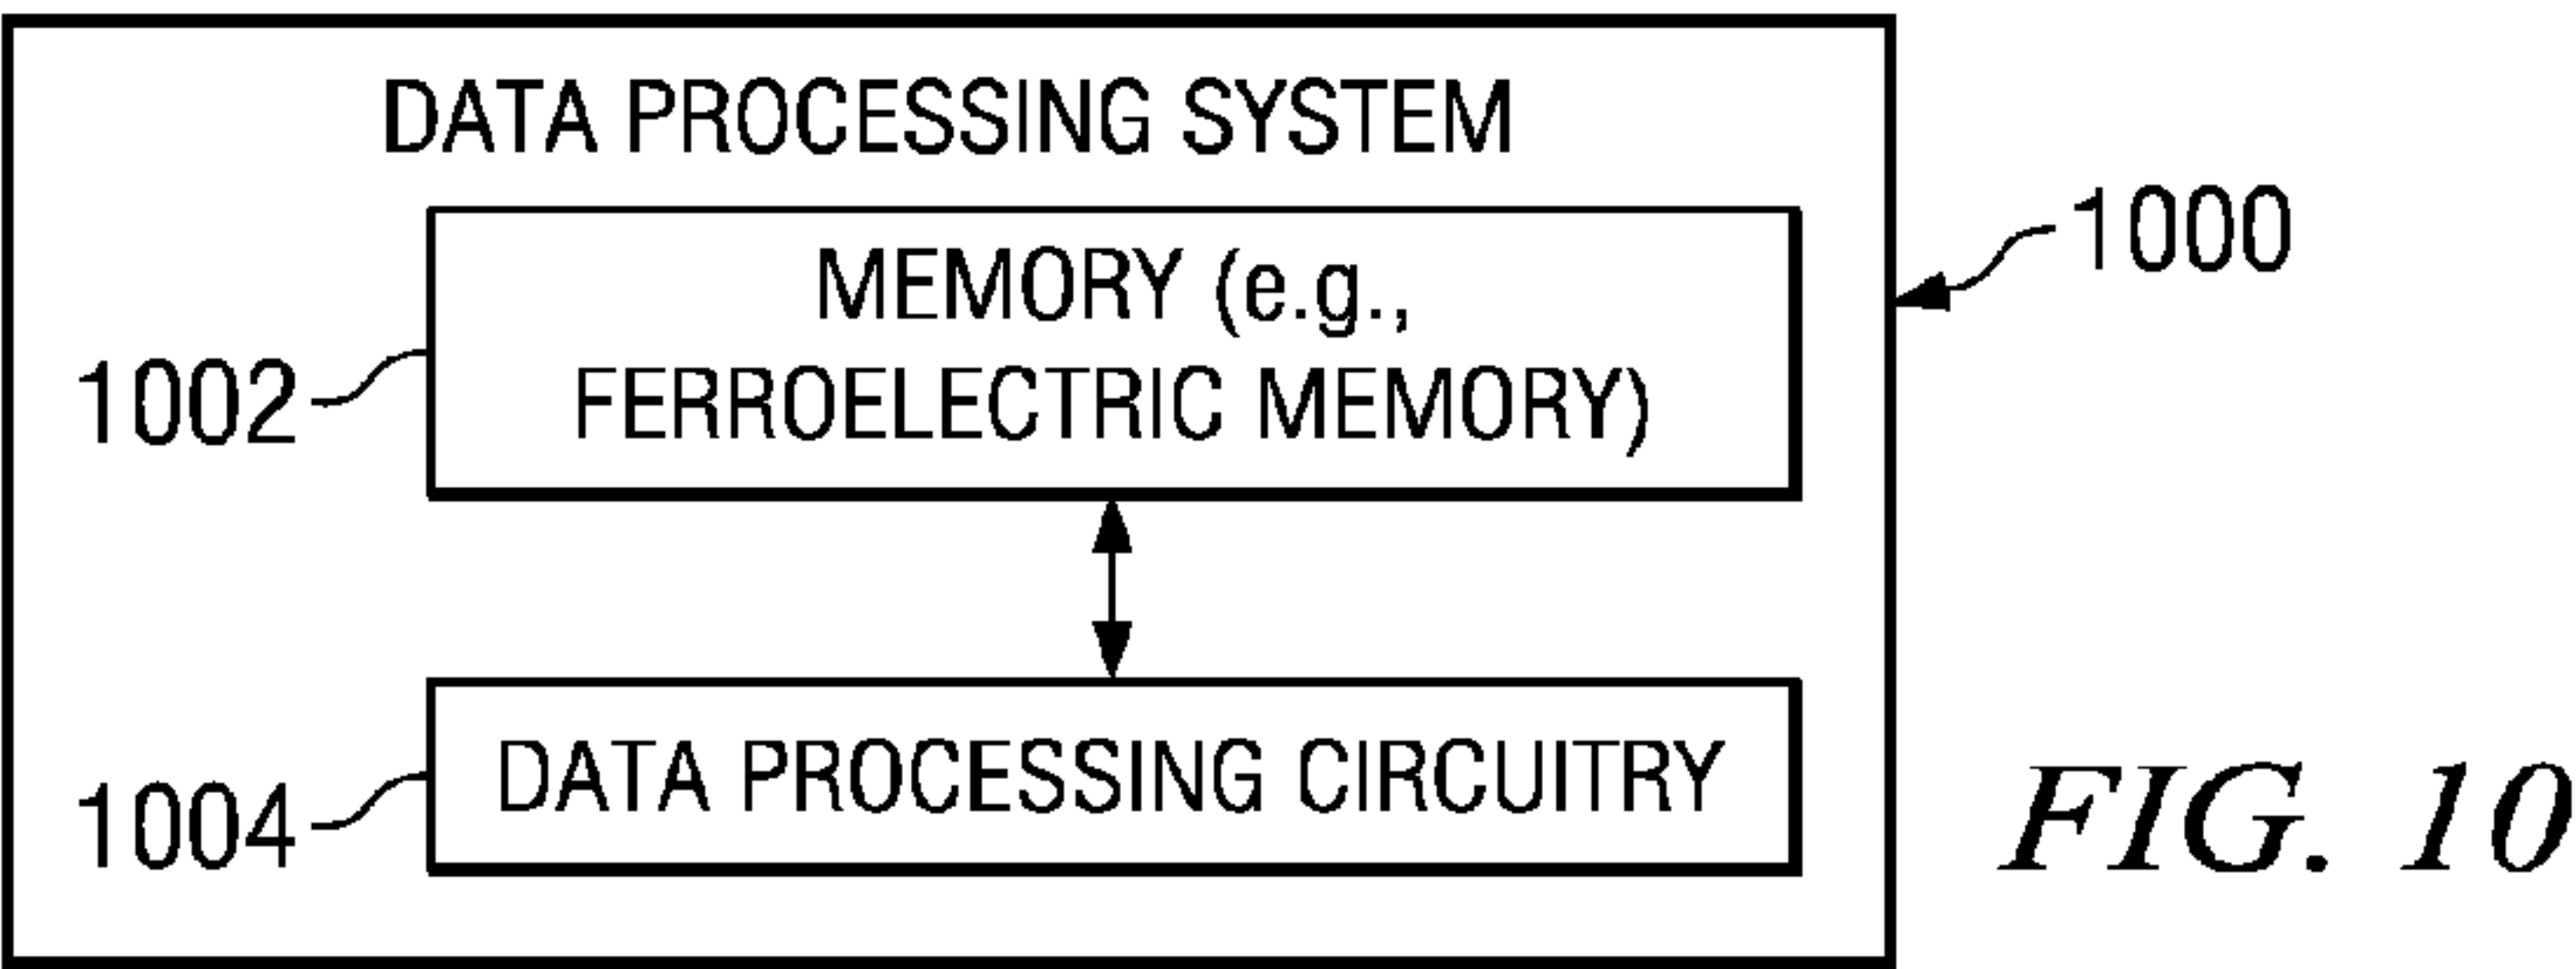 DATA PROCESSING SYSTEM
1000
MEMORY (e.g.,
FERROELECTRIC MEMORY)
1002
DATA PROCESSING CIRCUITRY
1004
FIG. 10